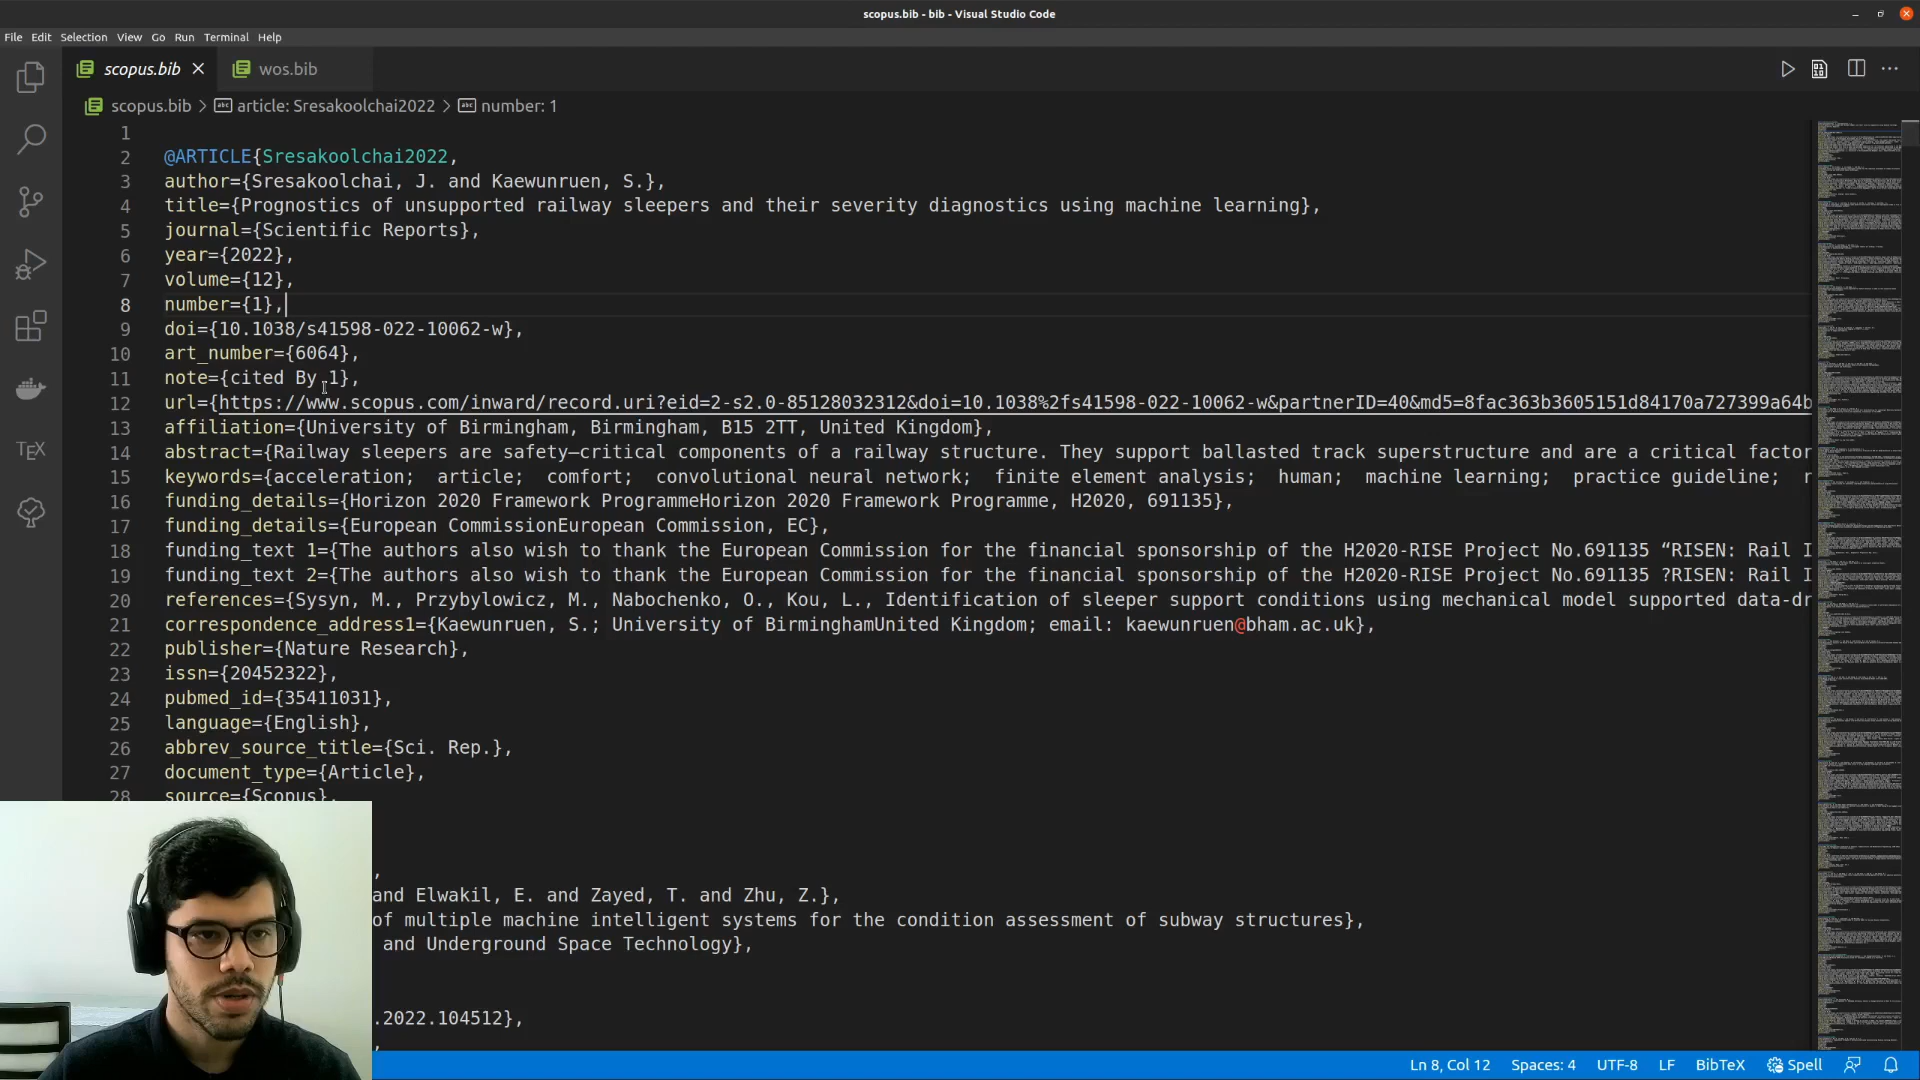 scopus.bib - bib - Visual Studio Code
File Edit Selection View Go Run Terminal Help
scopus.bib wos.bib
scopus.bib > article: Sresakoolchai2022 > number: 1
1
2 @ARTICLE{Sresakoolchai2022,
3 author={Sresakoolchai, J. and Kaewunruen, S.},
4 title={Prognostics of unsupported railway sleepers and their severity diagnostics using machine learning},
5 journal={Scientific Reports},
6 year={2022},
7 volume={12},
8 number={1},
9 doi={10.1038/s41598-022-10062-w},
10 art_number={6064},
11 note={cited By 1},
12 url={https://www.scopus.com/inward/record.uri?eid=2-s2.0-85128032312&doi=10.1038%2fs41598-022-10062-w&partnerID=40&md5=8fac363b3605151d84170a727399a64b
13 affiliation={University of Birmingham, Birmingham, B15 2TT, United Kingdom},
14 abstract={Railway sleepers are safety–critical components of a railway structure. They support ballasted track superstructure and are a critical factor
15 keywords={acceleration;  article;  comfort;  convolutional neural network;  finite element analysis;  human;  machine learning;  practice guideline;  r
16 funding_details={Horizon 2020 Framework ProgrammeHorizon 2020 Framework Programme, H2020, 691135},
17 funding_details={European CommissionEuropean Commission, EC},
18 funding_text 1={The authors also wish to thank the European Commission for the financial sponsorship of the H2020-RISE Project No.691135 “RISEN: Rail I
19 funding_text 2={The authors also wish to thank the European Commission for the financial sponsorship of the H2020-RISE Project No.691135 ?RISEN: Rail I
20 references={Sysyn, M., Przybylowicz, M., Nabochenko, O., Kou, L., Identification of sleeper support conditions using mechanical model supported data-dr
21 correspondence_address1={Kaewunruen, S.; University of BirminghamUnited Kingdom; email: kaewunruen@bham.ac.uk},
22 publisher={Nature Research},
23 issn={20452322},
24 pubmed_id={35411031},
25 language={English},
26 abbrev_source_title={Sci. Rep.},
27 document_type={Article},
28 source={Scopus},
,
and Elwakil, E. and Zayed, T. and Zhu, Z.},
of multiple machine intelligent systems for the condition assessment of subway structures},
and Underground Space Technology},
.2022.104512},
,
Ln 8, Col 12 Spaces: 4 UTF-8 LF BibTeX Spell
TEX